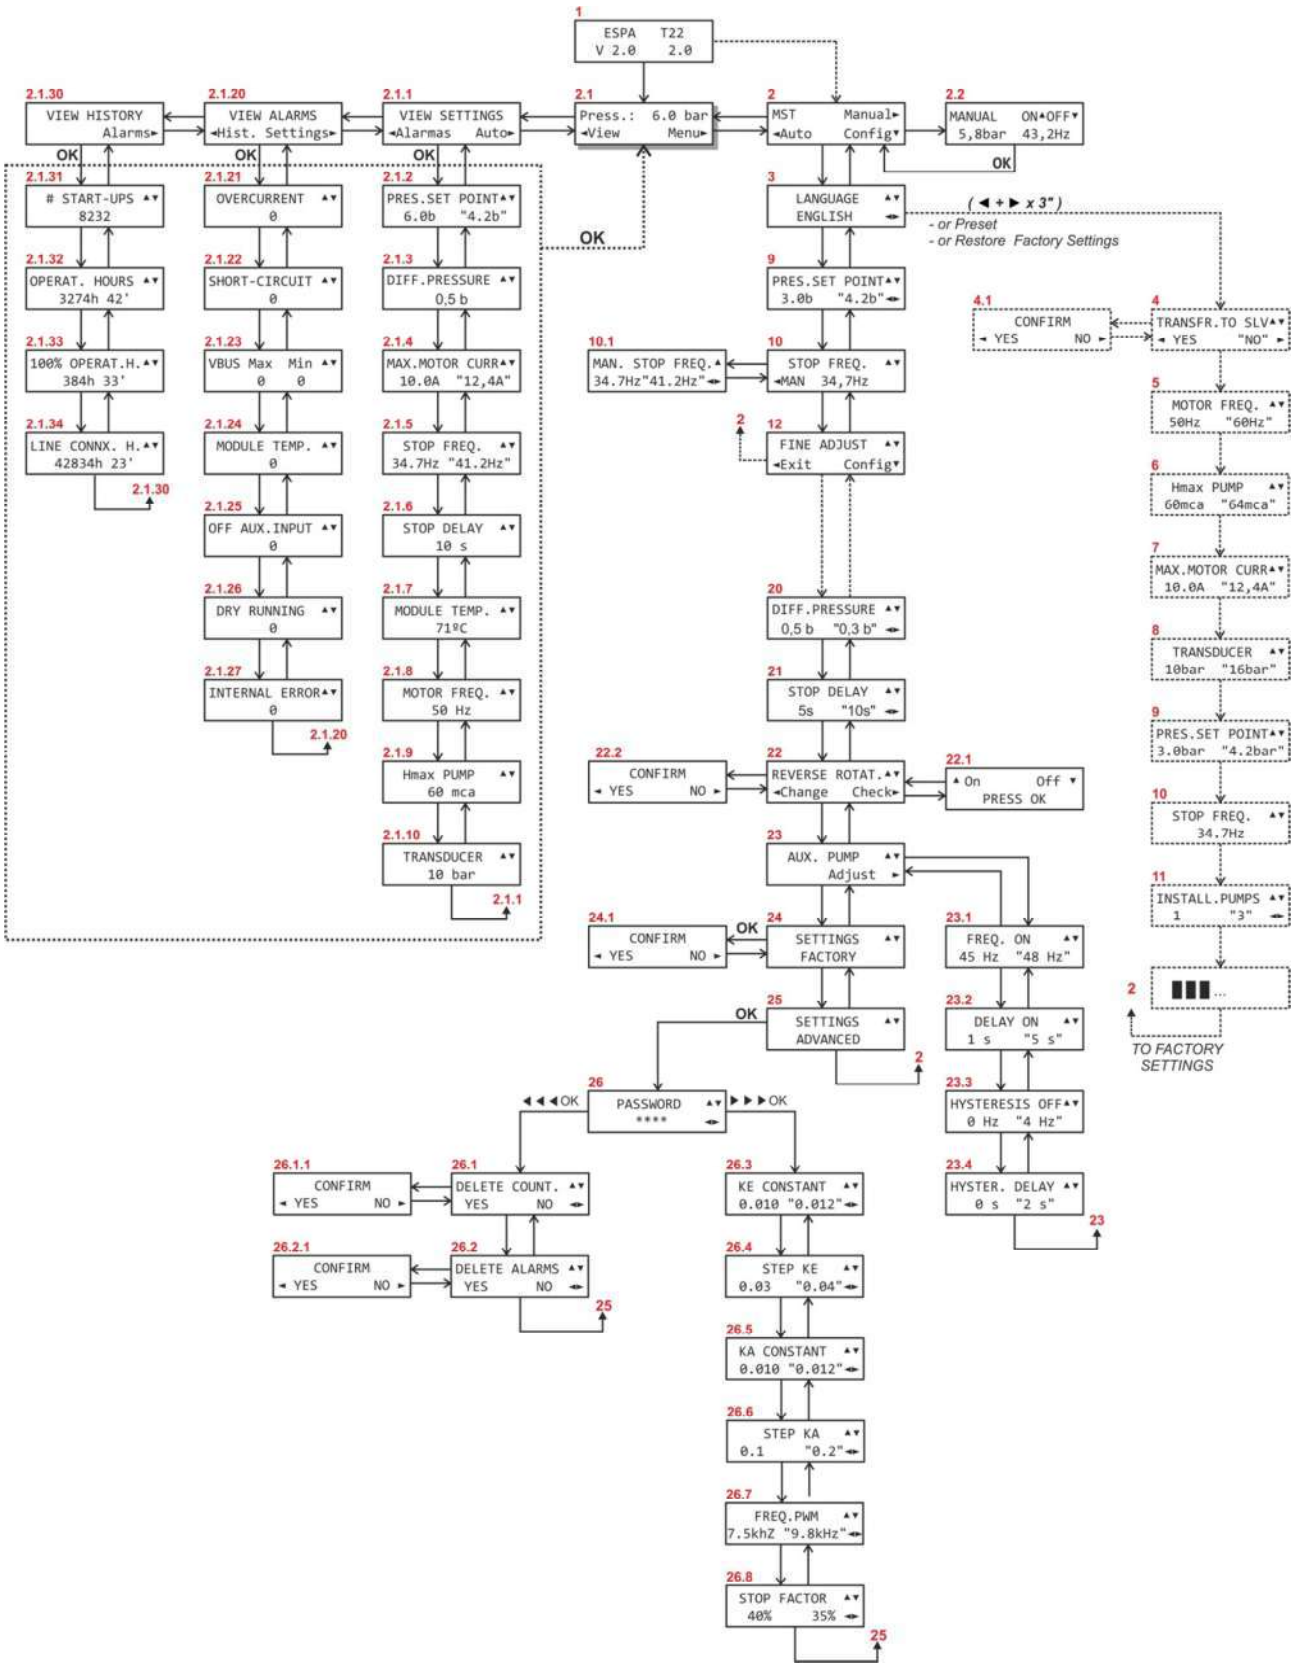 1
ESPA T22
V 2.0 2.0
2.1.30
VIEW HISTORY
Alarms►
2.1.20
VIEW ALARMS
◄Hist. Settings►
2.1.1
VIEW SETTINGS
◄Alarmas Auto►
2.1
Press.: 6.0 bar
◄View Menu►
2
MST Manual►
◄Auto Config▼
2.2
MANUAL ON▲OFF▼
5,8bar 43,2Hz
OK
OK
OK
OK
2.1.31
# START-UPS ▲▼
8232
2.1.32
OPERAT. HOURS ▲▼
3274h 42'
2.1.33
100% OPERAT.H. ▲▼
384h 33'
2.1.34
LINE CONNX. H. ▲▼
42834h 23'
2.1.30
2.1.21
OVERCURRENT ▲▼
0
2.1.22
SHORT-CIRCUIT ▲▼
0
2.1.23
VBUS Max Min ▲▼
0 0
2.1.24
MODULE TEMP. ▲▼
0
2.1.25
OFF AUX.INPUT ▲▼
0
2.1.26
DRY RUNNING ▲▼
0
2.1.27
INTERNAL ERROR▲▼
0
2.1.20
2.1.2
PRES.SET POINT▲▼
6.0b "4.2b"
2.1.3
DIFF.PRESSURE ▲▼
0,5 b
2.1.4
MAX.MOTOR CURR▲▼
10.0A "12,4A"
2.1.5
STOP FREQ. ▲▼
34.7Hz "41.2Hz"
2.1.6
STOP DELAY ▲▼
10 s
2.1.7
MODULE TEMP. ▲▼
71ºC
2.1.8
MOTOR FREQ. ▲▼
50 Hz
2.1.9
Hmax PUMP ▲▼
60 mca
2.1.10
TRANSDUCER ▲▼
10 bar
2.1.1
OK
3
LANGUAGE ▲▼
ENGLISH ◄►
( ◄ + ► x 3" )
- or Preset
- or Restore Factory Settings
9
PRES.SET POINT▲▼
3.0b "4.2b"◄►
10.1
MAN. STOP FREQ.▲
34.7Hz"41.2Hz"◄►
10
STOP FREQ. ▲▼
◄MAN 34,7Hz
2
12
FINE ADJUST ▲▼
◄Exit Config▼
20
DIFF.PRESSURE ▲▼
0,5 b "0,3 b" ◄►
21
STOP DELAY ▲▼
5s "10s" ◄►
22.2
CONFIRM
◄ YES NO ►
22
REVERSE ROTAT.▲▼
◄Change Check►
22.1
▲ On Off ▼
PRESS OK
23
AUX. PUMP ▲▼
Adjust ►
24.1
CONFIRM
◄ YES NO ►
OK
24
SETTINGS ▲▼
FACTORY
25
SETTINGS ▲▼
ADVANCED
OK
2
23.1
FREQ. ON ▲▼
45 Hz "48 Hz"
23.2
DELAY ON ▲▼
1 s "5 s"
23.3
HYSTERESIS OFF▲▼
0 Hz "4 Hz"
23.4
HYSTER. DELAY ▲▼
0 s "2 s"
23
4.1
CONFIRM
◄ YES NO ►
4
TRANSFR.TO SLV▲▼
◄ YES "NO" ►
5
MOTOR FREQ. ▲▼
50Hz "60Hz"
6
Hmax PUMP ▲▼
60mca "64mca"
7
MAX.MOTOR CURR▲▼
10.0A "12,4A"
8
TRANSDUCER ▲▼
10bar "16bar"
9
PRES.SET POINT▲▼
3.0bar "4.2bar"
10
STOP FREQ. ▲▼
34.7Hz
11
INSTALL.PUMPS ▲▼
1 "3" ◄►
2
███...
TO FACTORY
SETTINGS
26
PASSWORD ▲▼
**** ◄►
◄◄◄OK
►►►OK
26.1.1
CONFIRM
◄ YES NO ►
26.1
DELETE COUNT. ▲▼
YES NO ◄►
26.2.1
CONFIRM
◄ YES NO ►
26.2
DELETE ALARMS ▲▼
YES NO ◄►
25
26.3
KE CONSTANT ▲▼
0.010 "0.012"◄►
26.4
STEP KE ▲▼
0.03 "0.04"◄►
26.5
KA CONSTANT ▲▼
0.010 "0.012"◄►
26.6
STEP KA ▲▼
0.1 "0.2"◄►
26.7
FREQ.PWM ▲▼
7.5khZ "9.8kHz"◄►
26.8
STOP FACTOR ▲▼
40% 35% ◄►
25